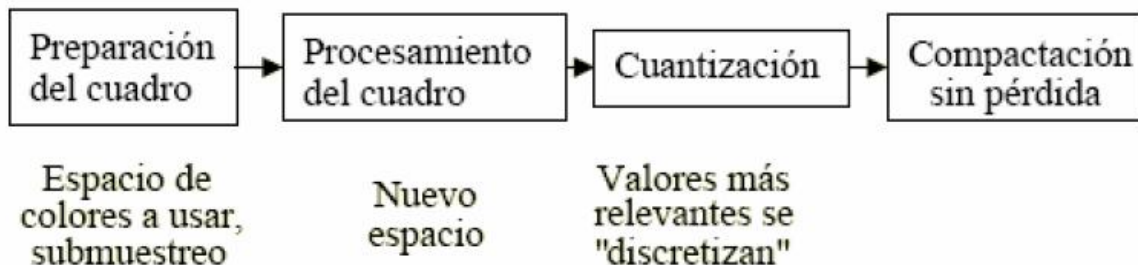 Preparación
del cuadro
Procesamiento
del cuadro
Cuantización
Compactación
sin pérdida
Espacio de
colores a usar,
submuestreo
Nuevo
espacio
Valores más
relevantes se
"discretizan"